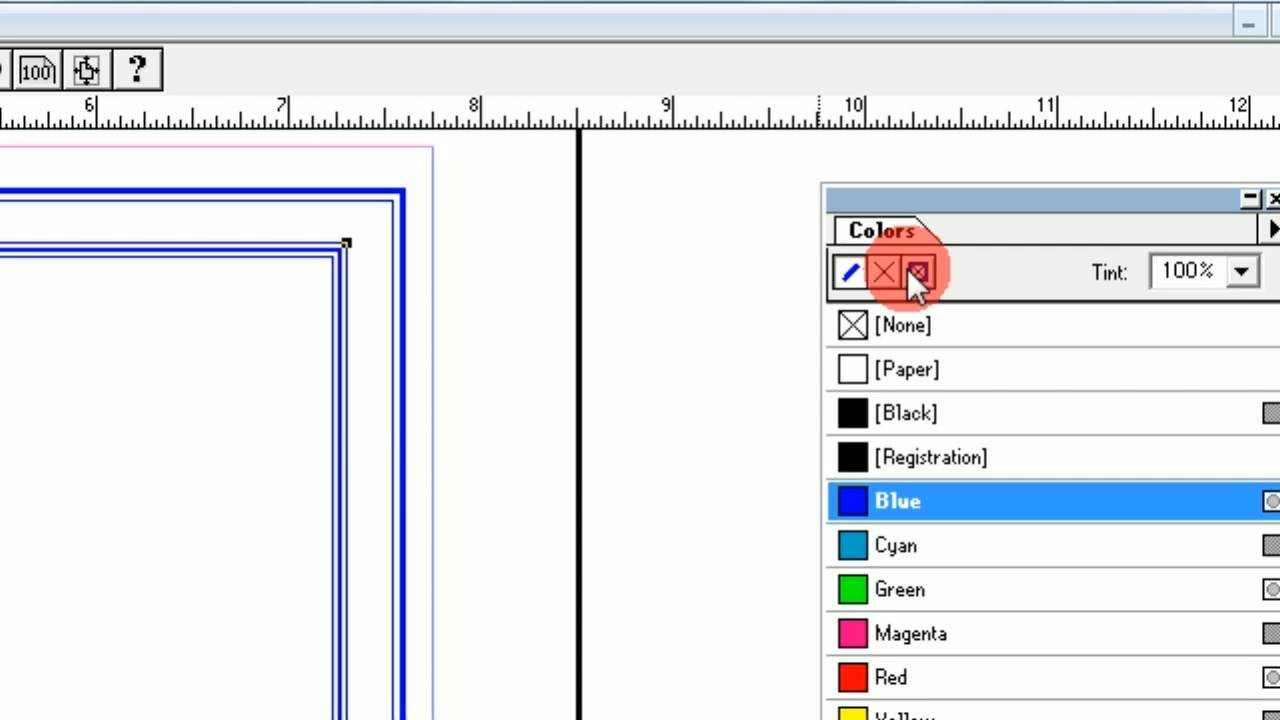 100 ?
6 7 8 9 10 11 12
Colors
Tint: 100%
[None]
[Paper]
[Black]
[Registration]
Blue
Cyan
Green
Magenta
Red
Yellow